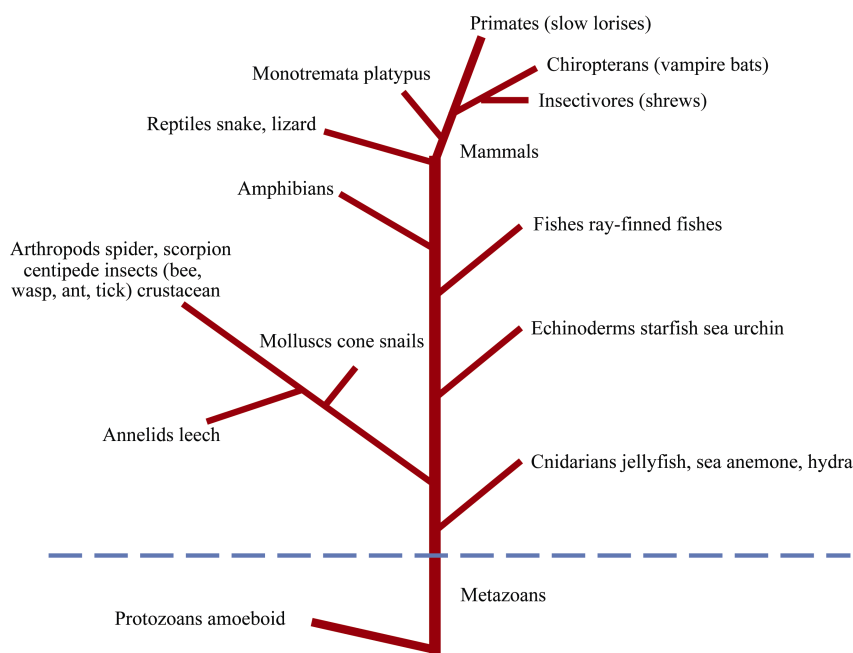 Primates (slow lorises)
Chiropterans (vampire bats)
Monotremata platypus
Insectivores (shrews)
Reptiles snake, lizard
Mammals
Amphibians
Fishes ray-finned fishes
Arthropods spider, scorpion
centipede insects (bee,
wasp, ant, tick) crustacean
Echinoderms starfish sea urchin
Molluscs cone snails
Annelids leech
Cnidarians jellyfish, sea anemone, hydra
Metazoans
Protozoans amoeboid